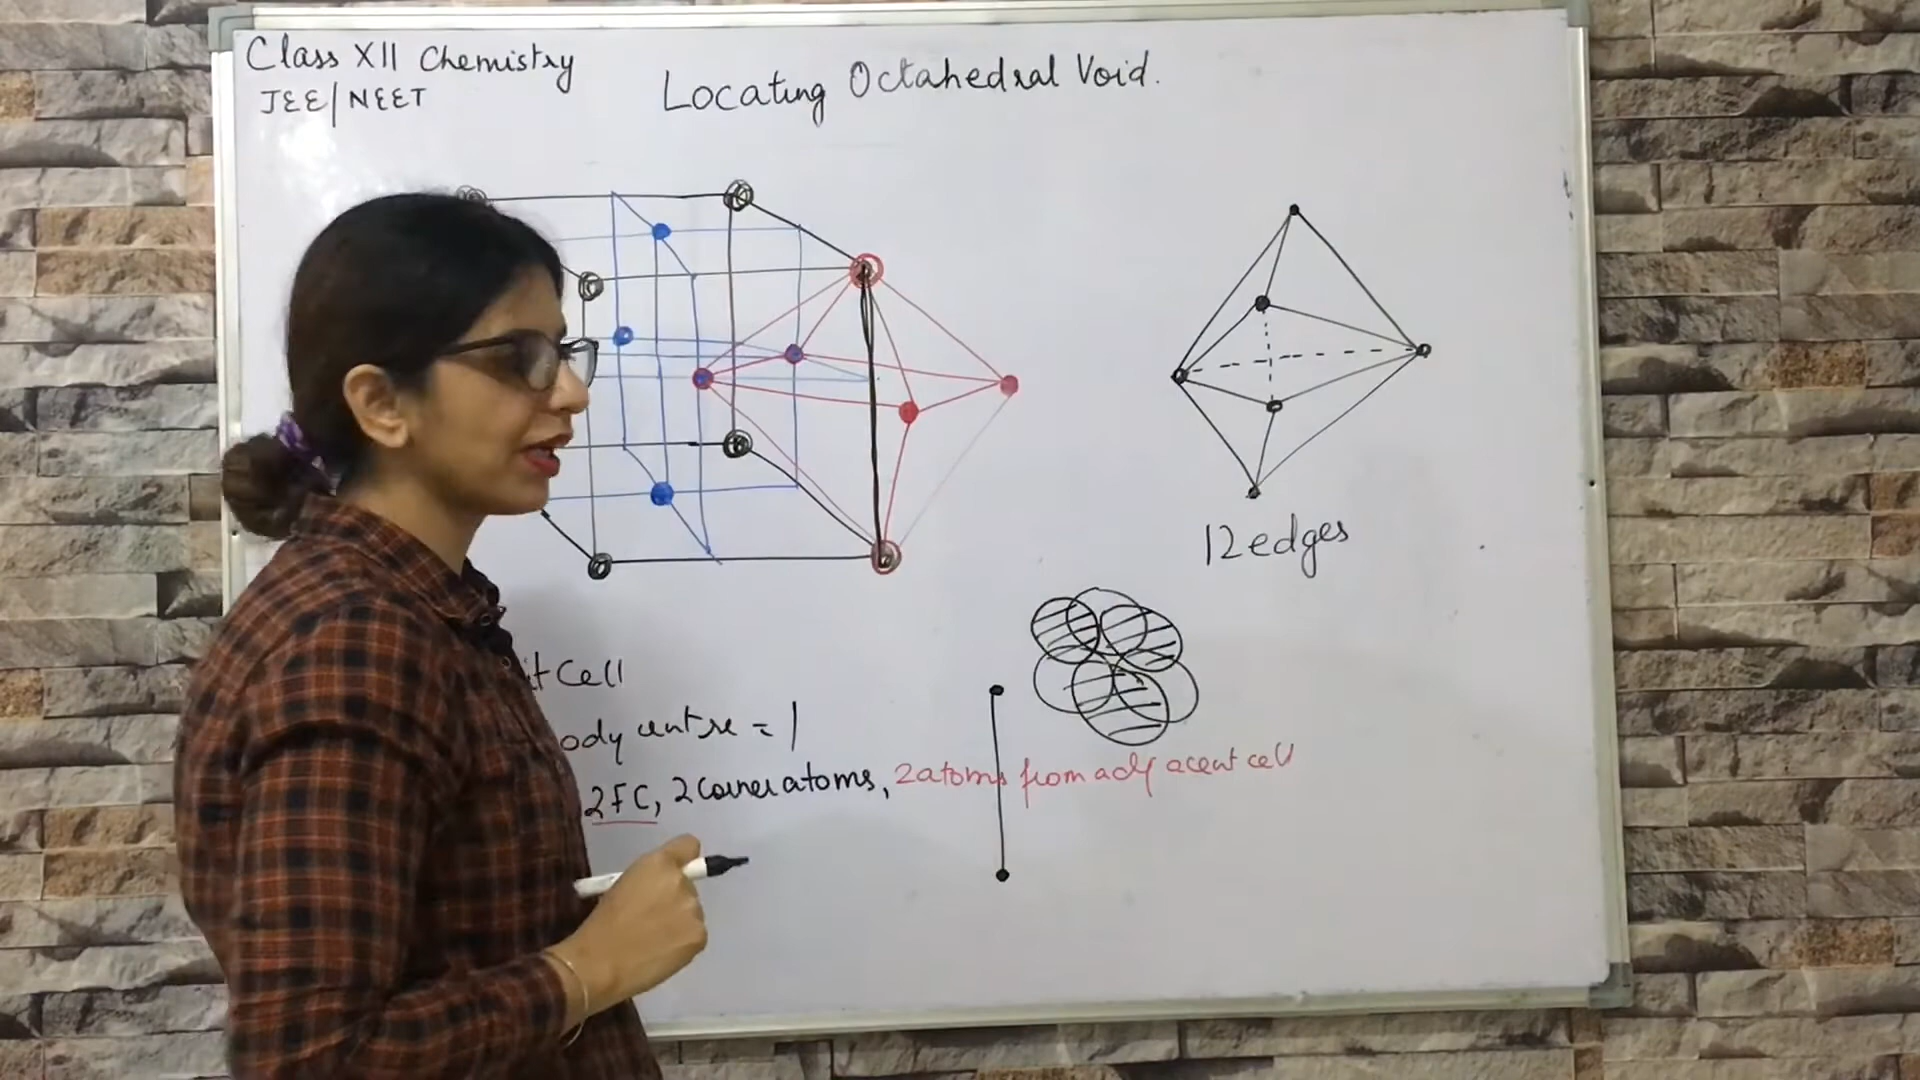 Class XII Chemistry
JEE/NEET
Locating Octahedral Void.
12 edges
it Cell
ody centre = 1
2FC, 2 Corner atoms, 2 atoms from adjacent cell